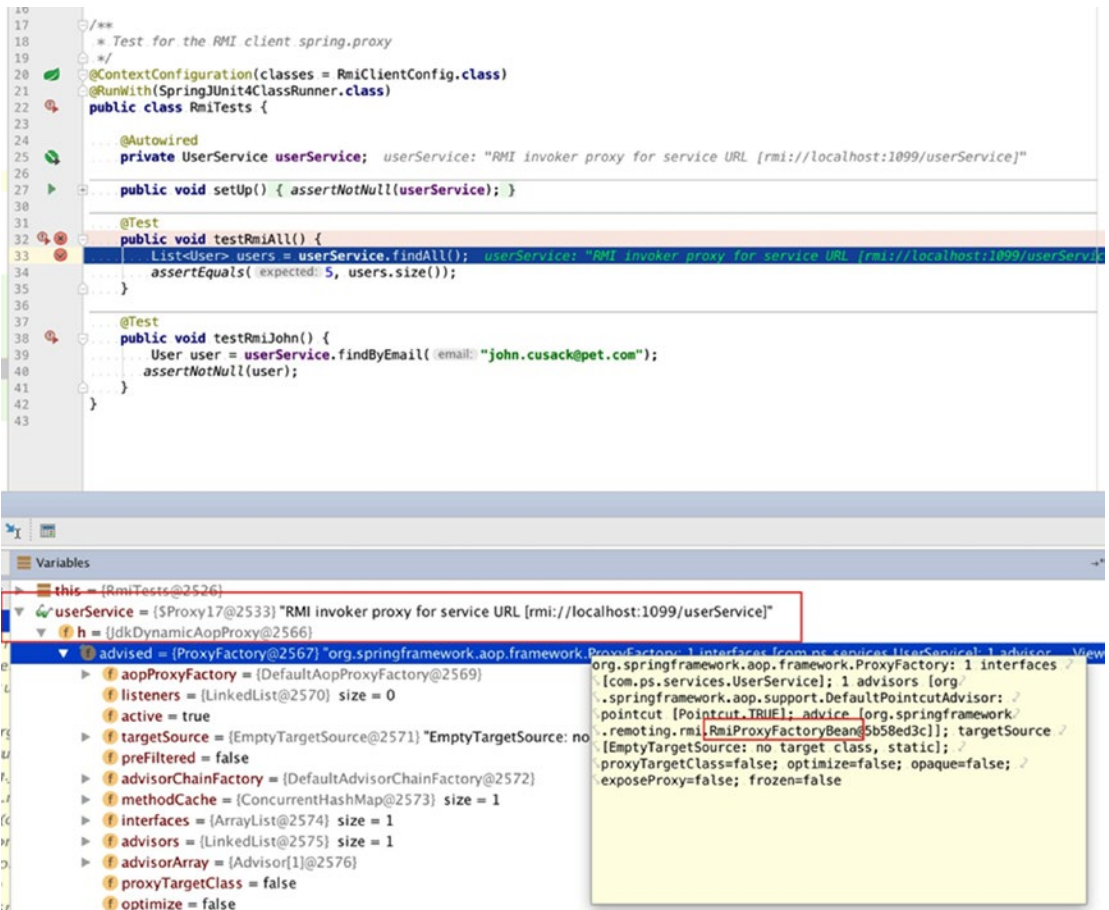 16
17 /**
18 * Test for the RMI client spring.proxy
19 */
20 @ContextConfiguration(classes = RmiClientConfig.class)
21 @RunWith(SpringJUnit4ClassRunner.class)
22 public class RmiTests {
23
24 @Autowired
25 private UserService userService; userService: "RMI invoker proxy for service URL [rmi://localhost:1099/userService]"
26
27 public void setUp() { assertNotNull(userService); }
30
31 @Test
32 public void testRmiAll() {
33 List<User> users = userService.findAll(); userService: "RMI invoker proxy for service URL [rmi://localhost:1099/userServic
34 assertEquals( expected: 5, users.size());
35 }
36
37 @Test
38 public void testRmiJohn() {
39 User user = userService.findByEmail( email: "john.cusack@pet.com");
40 assertNotNull(user);
41 }
42 }
43
Variables
this = {RmiTests@2526}
userService = {$Proxy17@2533} "RMI invoker proxy for service URL [rmi://localhost:1099/userService]"
f h = {JdkDynamicAopProxy@2566}
f advised = {ProxyFactory@2567} "org.springframework.aop.framework.ProxyFactory: 1 interfaces [com.ps.services.UserService]; 1 advisor... View
f aopProxyFactory = {DefaultAopProxyFactory@2569}
f listeners = {LinkedList@2570} size = 0
f active = true
f targetSource = {EmptyTargetSource@2571} "EmptyTargetSource: no
f preFiltered = false
f advisorChainFactory = {DefaultAdvisorChainFactory@2572}
f methodCache = {ConcurrentHashMap@2573} size = 1
f interfaces = {ArrayList@2574} size = 1
f advisors = {LinkedList@2575} size = 1
f advisorArray = {Advisor[1]@2576}
f proxyTargetClass = false
f optimize = false
org.springframework.aop.framework.ProxyFactory: 1 interfaces
[com.ps.services.UserService]; 1 advisors [org
.springframework.aop.support.DefaultPointcutAdvisor:
pointcut [Pointcut.TRUE]; advice [org.springframework
.remoting.rmi.RmiProxyFactoryBean@5b58ed3c]]; targetSource
[EmptyTargetSource: no target class, static];
proxyTargetClass=false; optimize=false; opaque=false;
exposeProxy=false; frozen=false